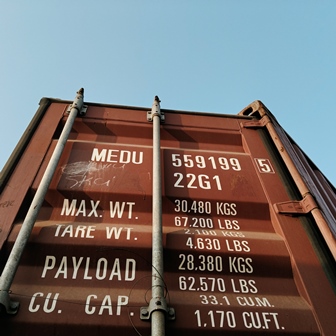 MEDU 559199 5
22G1
MAX. WT. 30.480 KGS
67.200 LBS
TARE WT. 2.100 KGS
4.630 LBS
PAYLOAD 28.380 KGS
62.570 LBS
CU. CAP. 33.1 CU.M.
1.170 CU.FT.